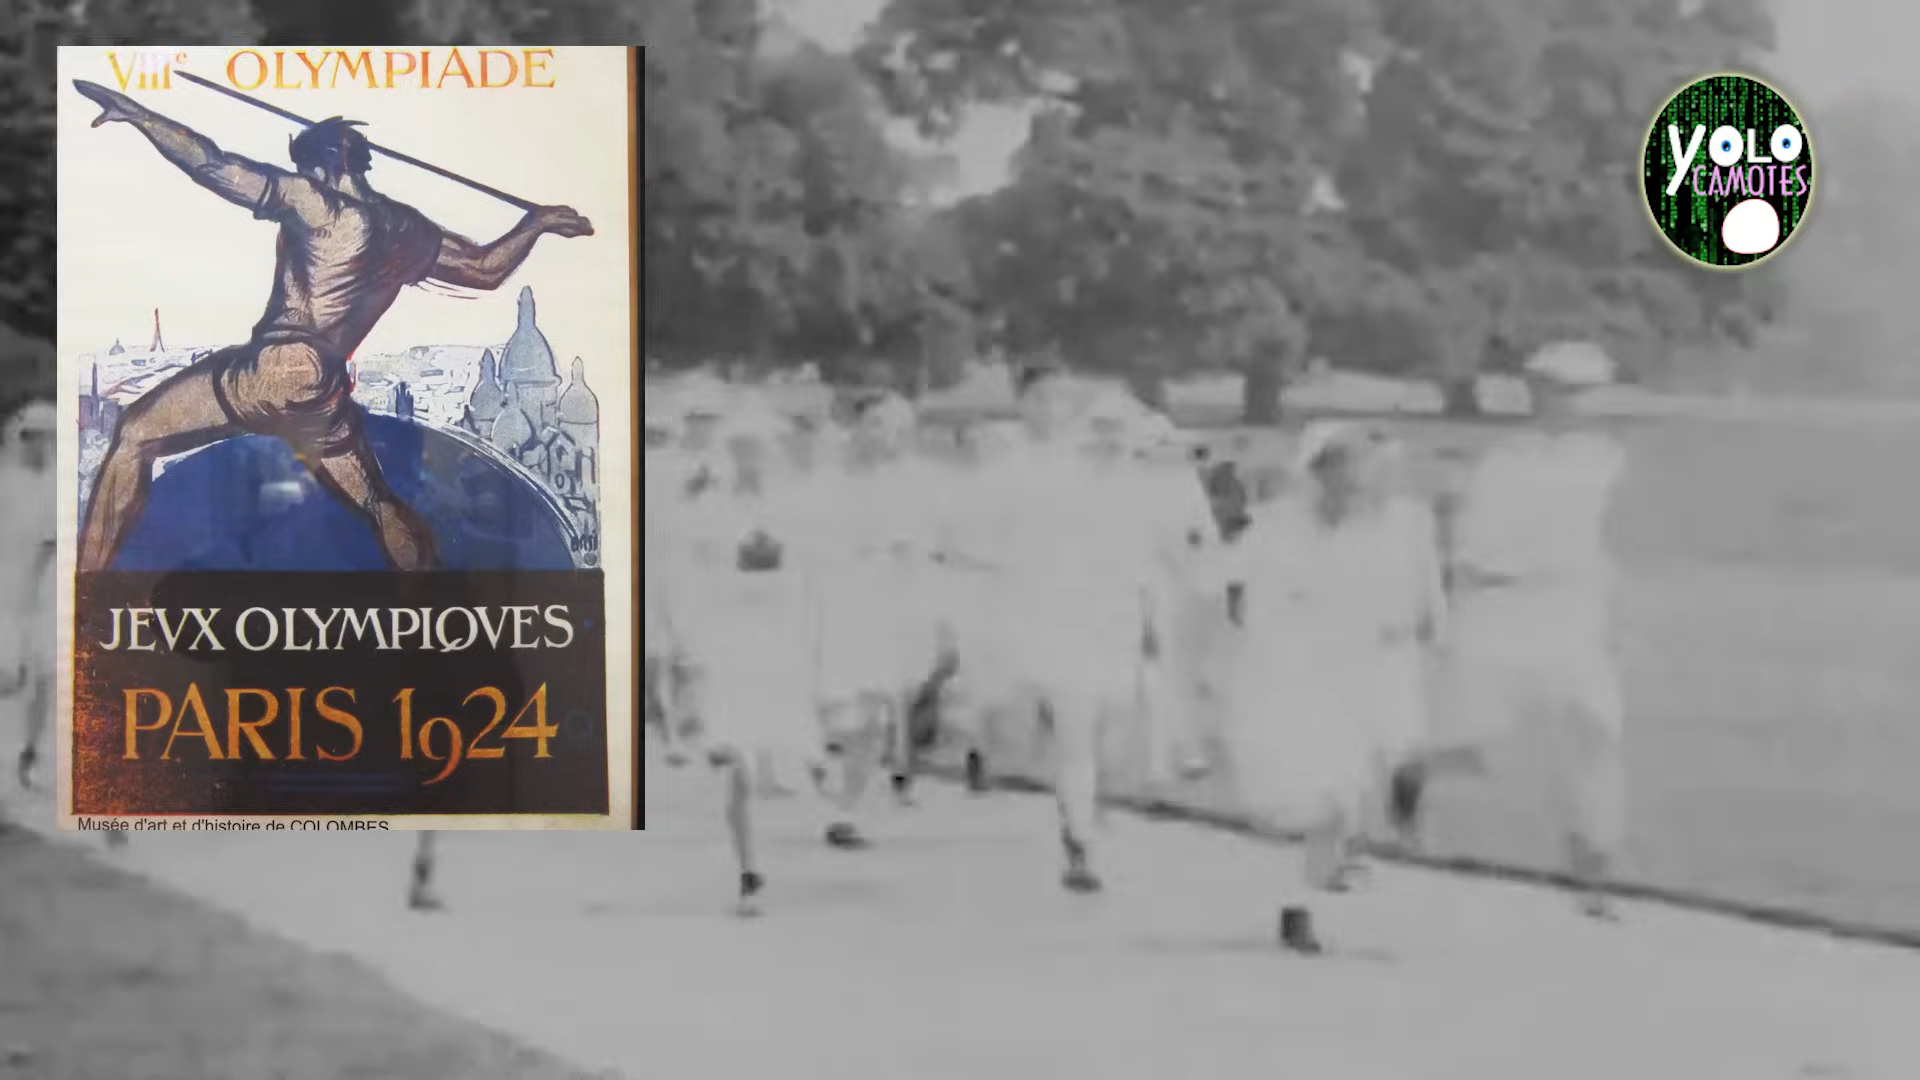 VIIIe OLYMPIADE
JEVX OLYMPIQVES
PARIS 1924
Musée d'art et d'histoire de COLOMBES
YOLO
CAMOTES